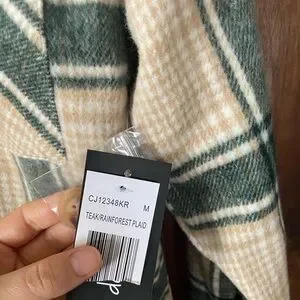 CJ12348KR M
TEAK/RAINFOREST PLAID